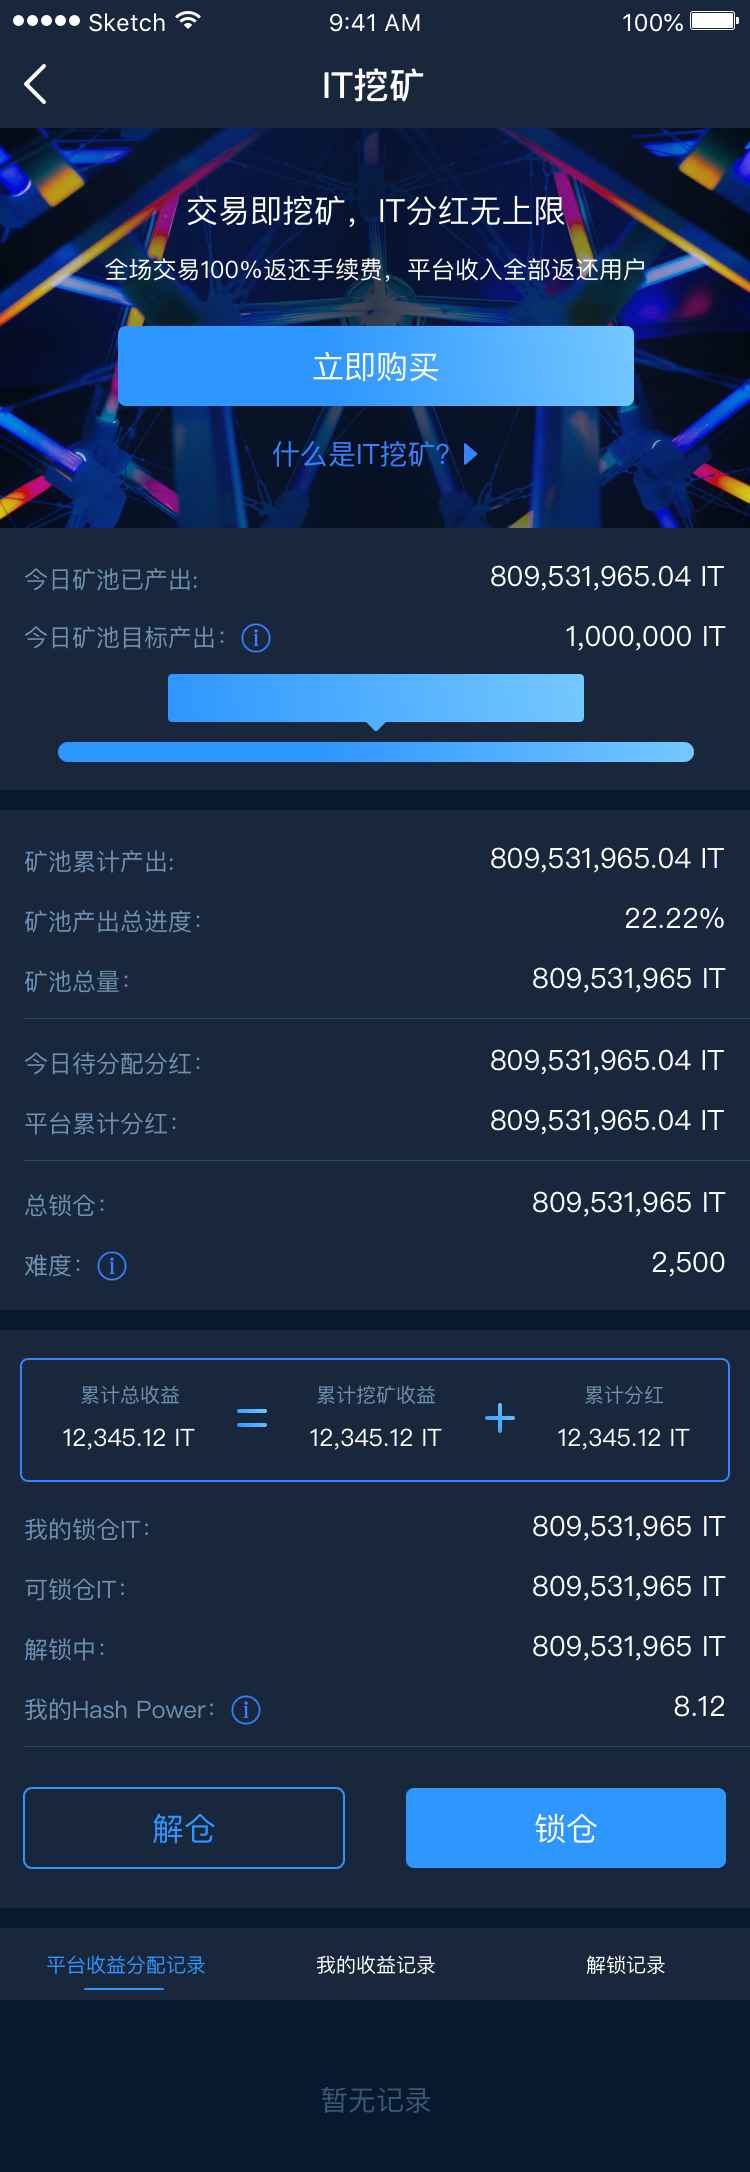 Sketch 9:41 AM 100%
IT挖矿
交易即挖矿，IT分红无上限
全场交易100%返还手续费，平台收入全部返还用户
立即购买
什么是IT挖矿?
今日矿池已产出: 809,531,965.04 IT
今日矿池目标产出: 1,000,000 IT
矿池累计产出: 809,531,965.04 IT
矿池产出总进度: 22.22%
矿池总量: 809,531,965 IT
今日待分配分红: 809,531,965.04 IT
平台累计分红: 809,531,965.04 IT
总锁仓: 809,531,965 IT
难度: 2,500
累计总收益 累计挖矿收益 累计分红
12,345.12 IT = 12,345.12 IT + 12,345.12 IT
我的锁仓IT: 809,531,965 IT
可锁仓IT: 809,531,965 IT
解锁中: 809,531,965 IT
我的Hash Power: 8.12
解仓 锁仓
平台收益分配记录 我的收益记录 解锁记录
暂无记录